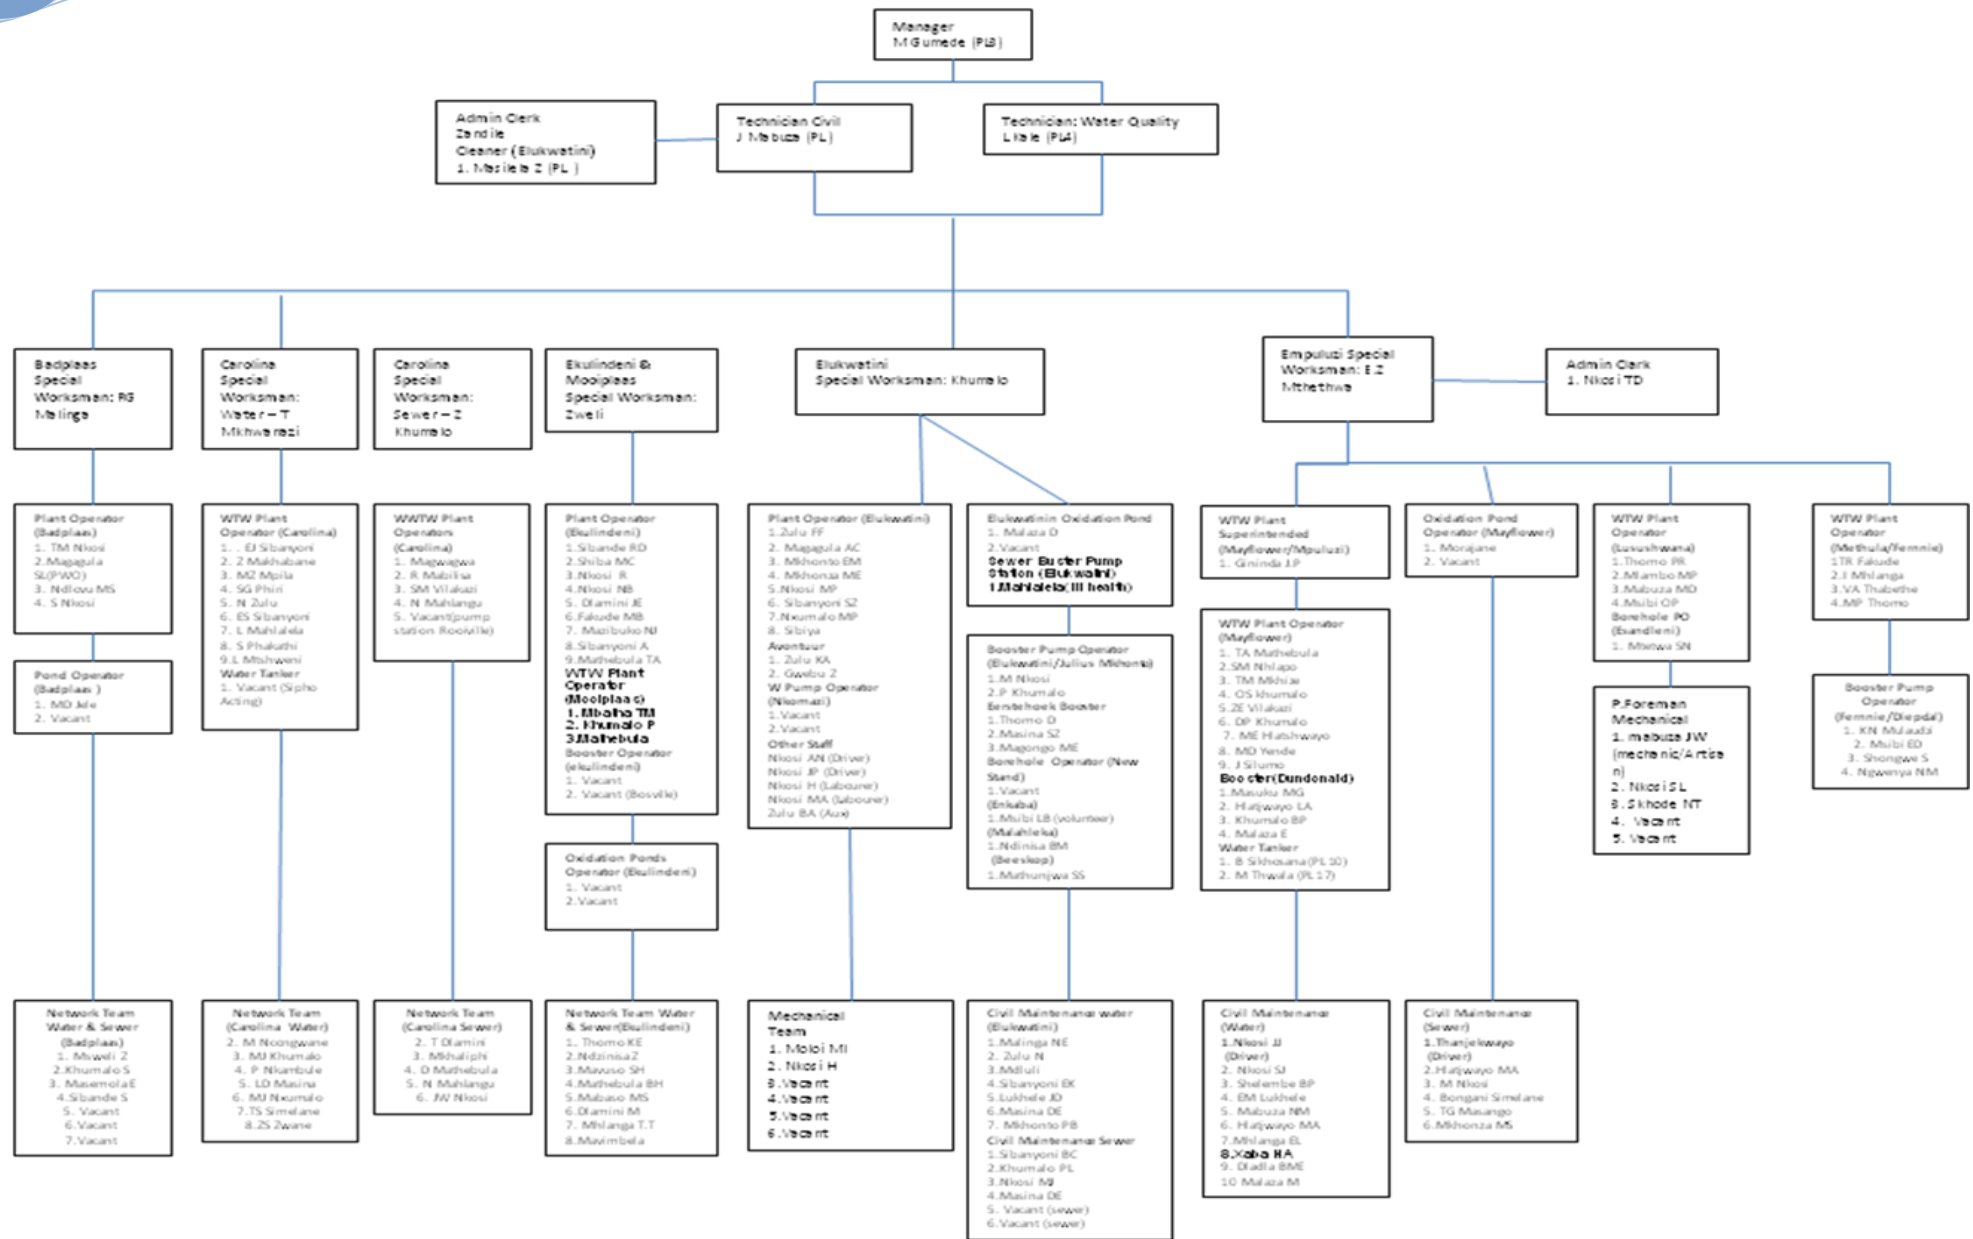 Manager
M Gumede (PL3)
Admin Clerk
Zandile
Cleaner (Elukwatini)
1. Masilela Z (PL )
Technician Civil
J Mabuza (PL)
Technician: Water Quality
L Kale (PL4)
Badplaas
Special
Worksman: RG
Malinga
Carolina
Special
Worksman:
Water – T
Mkhwanazi
Carolina
Special
Worksman:
Sewer – Z
Khumalo
Ekulindeni &
Mooiplaas
Special Worksman:
Zweli
Elukwatini
Special Worksman: Khumalo
Empuluzi Special
Worksman: E.Z
Mthethwa
Admin Clark
1. Nkosi TD
Plant Operator
(Badplaas)
1. TM Nkosi
2.Magagula
SL(PWO)
3. Ndlovu MS
4. S Nkosi
Pond Operator
(Badplaas )
1. MD Jele
2. Vacant
Network Team
Water & Sewer
(Badplaas)
1. Msweli Z
2.Khumalo S
3. Masemola E
4.Sibande S
5. Vacant
6.Vacant
7.Vacant
WTW Plant
Operator (Carolina)
1. . EJ Sibanyoni
2. Z Makhabane
3. MZ Mpila
4. SG Phiri
5. N Zulu
6. ES Sibanyoni
7. L Mahlalela
8. S Phakathi
9.L Mtshweni
Water Tanker
1. Vacant (Sipho
Acting)
Network Team
(Carolina Water)
2. M Ncongwane
3. MJ Khumalo
4. P Nkambule
5. LD Masina
6. MJ Nxumalo
7.TS Simelane
8.ZS Zwane
WWTW Plant
Operators
(Carolina)
1. Magwagwa
2. R Mabilisa
3. SM Vilakazi
4. N Mahlangu
5. Vacant(pump
station Rooiville)
Network Team
(Carolina Sewer)
2. T Dlamini
3. Mkhaliphi
4. D Mathebula
5. N Mahlangu
6. JW Nkosi
Plant Operator
(Ekulindeni)
1.Sibande RD
2.Shiba MC
3.Nkosi R
4.Nkosi NB
5. Dlamini JE
6.Fakude MB
7. Mazibuko NJ
8.Sibanyoni A
9.Mathebula TA
WTW Plant
Operator
(Mooiplaas)
1. Mbatha TM
2. Khumalo P
3.Mathebula
Booster Operator
(ekulindeni)
1. Vacant
2. Vacant (Bosville)
Oxidation Ponds
Operator (Ekulindeni)
1. Vacant
2.Vacant
Network Team Water
& Sewer(Ekulindeni)
1. Thomo KE
2.Ndzinisa Z
3.Mavuso SH
4.Mathebula BH
5.Mabaso MS
6.Dlamini M
7. Mhlanga T.T
8.Mavimbela
Plant Operator (Elukwatini)
1.Zulu FF
2. Magagula AC
3. Mkhonto EM
4. Mkhonza ME
5.Nkosi MP
6. Sibanyoni SZ
7.Nxumalo MP
8. Sibiya
Avontuur
1. Zulu KA
2. Gwebu Z
W Pump Operator
(Nkomazi)
1.Vacant
2.Vacant
Other Staff
Nkosi AN (Driver)
Nkosi JP (Driver)
Nkosi H (Labourer)
Nkosi MA (Labourer)
Zulu BA (Aux)
Mechanical
Team
1. Moloi MI
2. Nkosi H
3.Vacant
4.Vacant
5.Vacant
6.Vacant
Elukwatinin Oxidation Pond
1. Malaza D
2.Vacant
Sewer Buster Pump
Station (Elukwatini)
1.Mahlalela(Ill health)
Booster Pump Operator
(Elukwatini/Julius Mkhonto)
1.M Nkosi
2.P Khumalo
Eerstehoek Booster
1.Thomo D
2.Masina SZ
3.Magongo ME
Borehole Operator (New
Stand)
1.Vacant
(Enkaba)
1.Msibi LB (volunteer)
(Malahleka)
1.Ndinisa BM
(Beeskop)
1.Mathunjwa SS
Civil Maintenance water
(Elukwatini)
1.Malinga NE
2. Zulu N
3.Mdluli
4.Sibanyoni EK
5.Lukhele JD
6.Masina DE
7. Mkhonto PB
Civil Maintenance Sewer
1.Sibanyoni BC
2.Khumalo PL
3.Nkosi MJ
4.Masina DE
5. Vacant (sewer)
6.Vacant (sewer)
WTW Plant
Superintended
(Mayflower/Mpuluzi)
1. Gininda J.P
WTW Plant Operator
(Mayflower)
1. TA Mathebula
2.SM Nhlapo
3. TM Mkhize
4. OS khumalo
5.ZE Vilakazi
6. DP Khumalo
7. ME Hlatshwayo
8. MD Yende
9. J Silumo
Booster(Dundonald)
1.Masuku MG
2. Hlatjwayo LA
3. Khumalo BP
4. Malaza E
Water Tanker
1. B Sikhosana (PL 10)
2. M Thwala (PL 17)
Civil Maintenance
(Water)
1.Nkosi JJ
(Driver)
2. Nkosi SJ
3. Shelembe BP
4. EM Lukhele
5. Mabuza NM
6. Hlatjwayo MA
7.Mhlanga EL
8.Xaba HA
9. Dladla BME
10 Malaza M
Oxidation Pond
Operator (Mayflower)
1. Morajane
2. Vacant
Civil Maintenance
(Sewer)
1.Thanjekwayo
(Driver)
2.Hlatjwayo MA
3. M Nkosi
4. Bongani Simelane
5. TG Masango
6.Mkhonza MS
WTW Plant
Operator
(Lusushwana)
1.Thomo PR
2.Mlambo MP
3.Mabuza MD
4.Msibi OP
Borehole PO
(Esandleni)
1. Mtetwa SN
P.Foreman
Mechanical
1. mabuza JW
(mechanic/Artisa
n)
2. Nkosi SL
3. Skhode NT
4. Vacant
5. Vacant
WTW Plant
Operator
(Methula/Fernnie)
1TR Fakude
2.J Mhlanga
3.VA Thabethe
4.MP Thomo
Booster Pump
Operator
(Fernnie/Diepdal)
1. KN Mulaudzi
2. Msibi ED
3. Shongwe S
4. Ngwenya NM